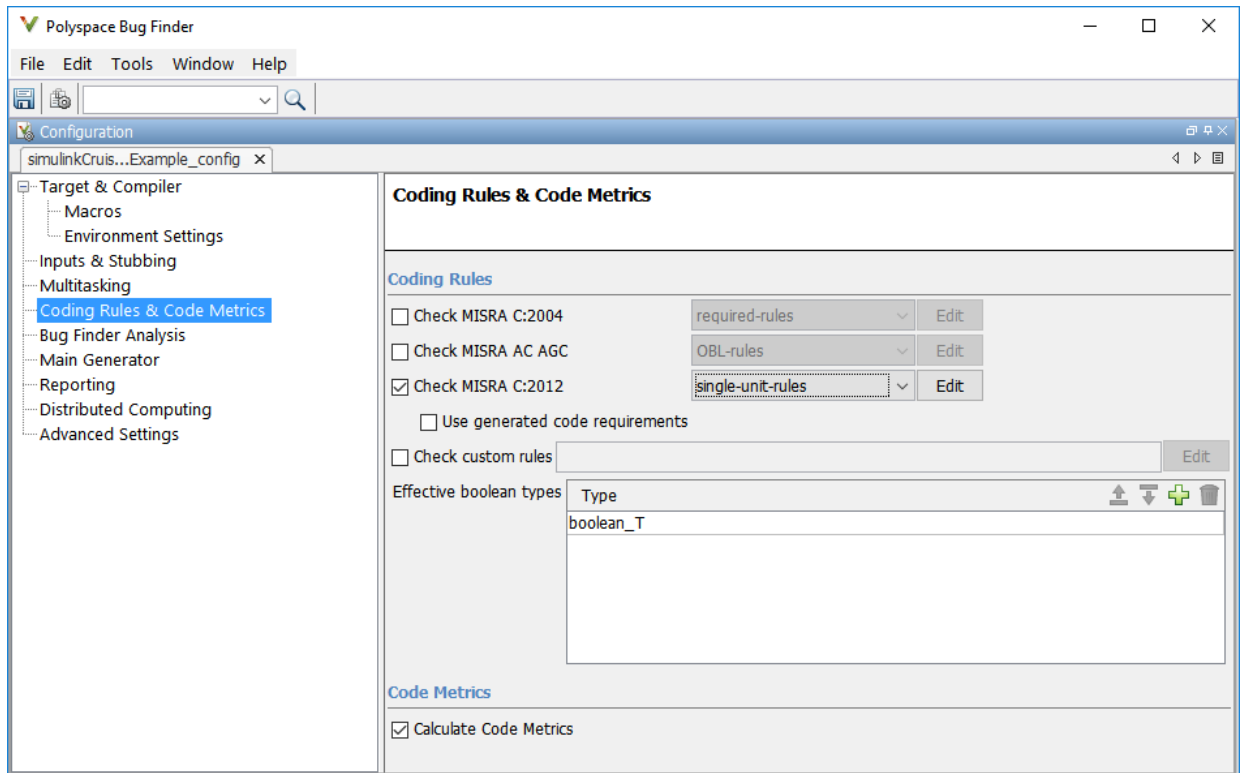 Polyspace Bug Finder
File Edit Tools Window Help
Configuration
simulinkCruis...Example_config
Target & Compiler
Macros
Environment Settings
Inputs & Stubbing
Multitasking
Coding Rules & Code Metrics
Bug Finder Analysis
Main Generator
Reporting
Distributed Computing
Advanced Settings
Coding Rules & Code Metrics
Coding Rules
Check MISRA C:2004 required-rules Edit
Check MISRA AC AGC OBL-rules Edit
Check MISRA C:2012 single-unit-rules Edit
Use generated code requirements
Check custom rules Edit
Effective boolean types Type
boolean_T
Code Metrics
Calculate Code Metrics